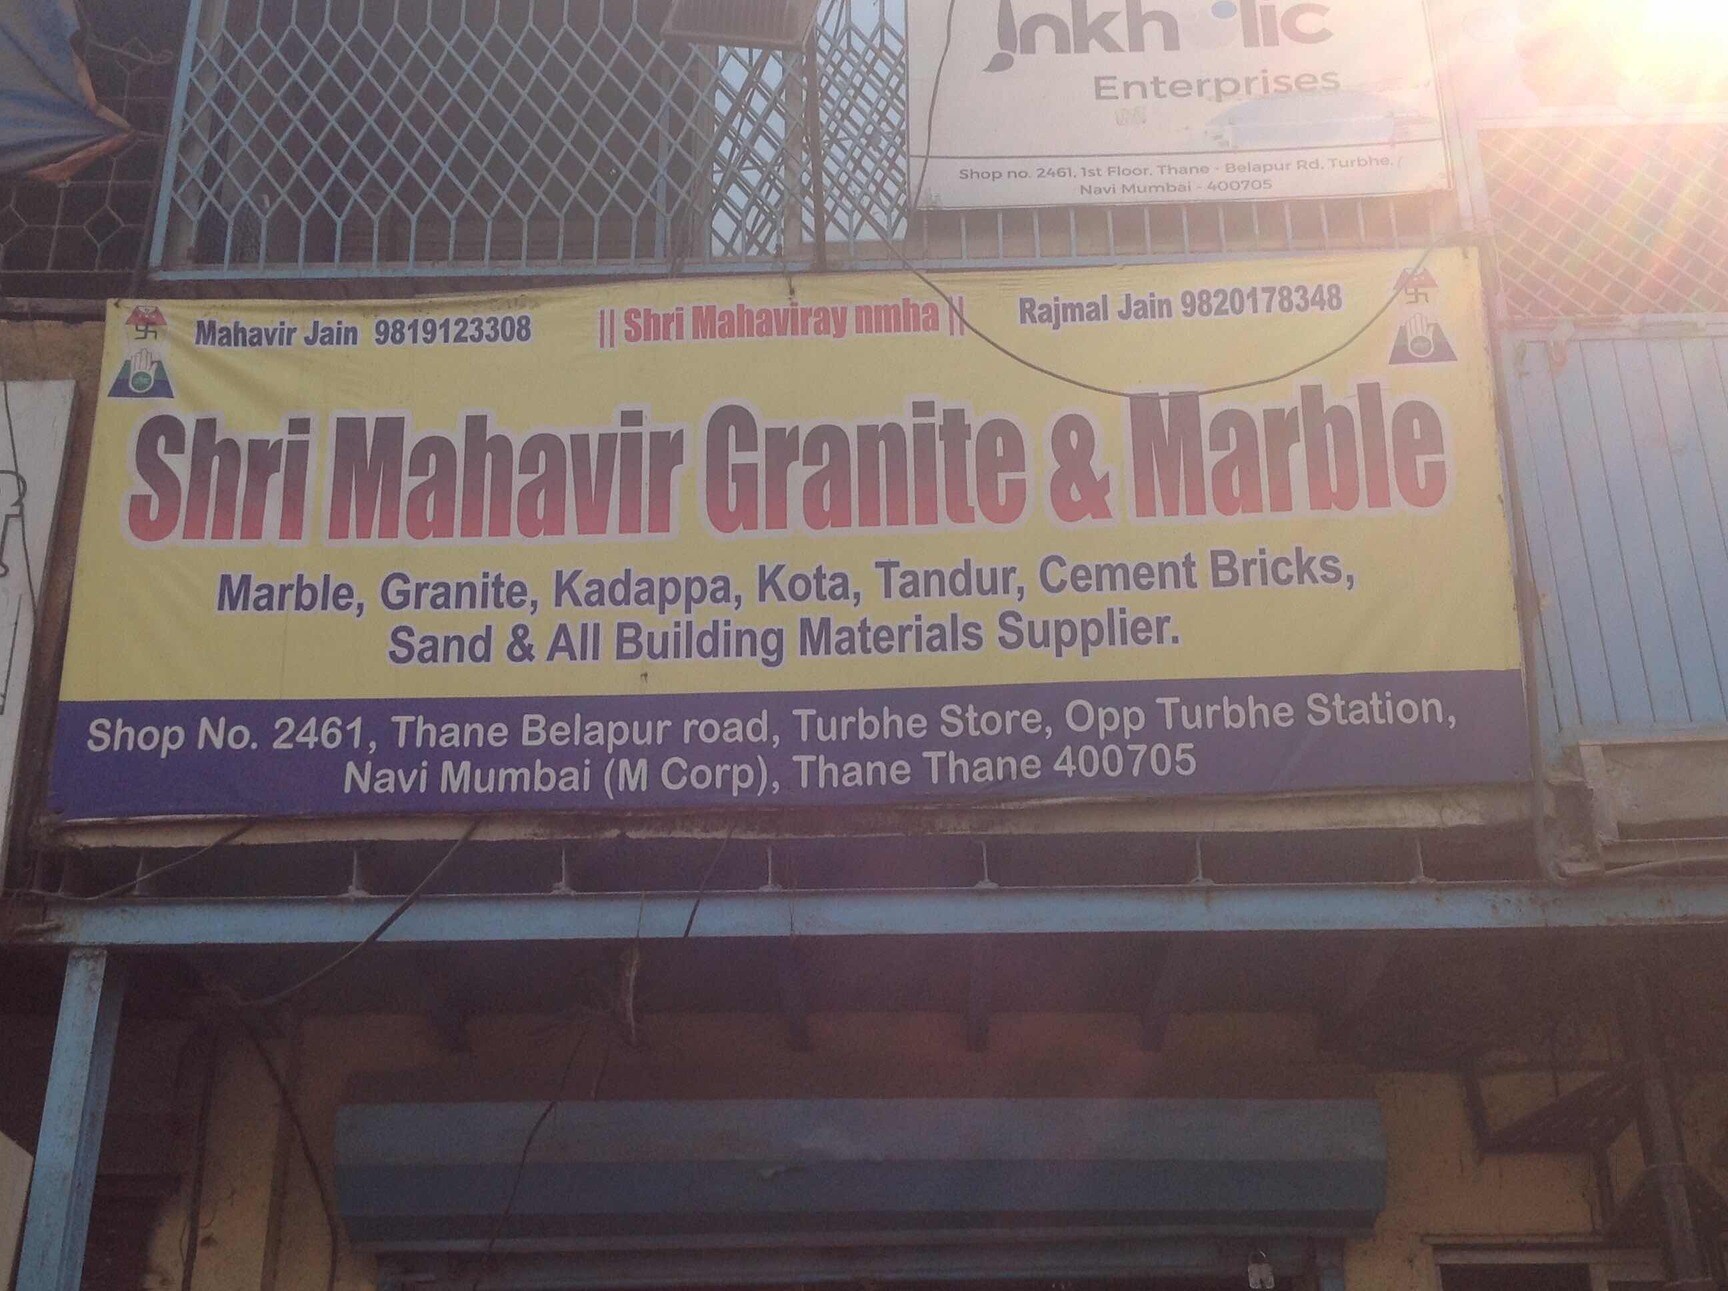 Inkholic
Enterprises
Shop no. 2461, 1st Floor, Thane - Belapur Rd, Turbhe,
Navi Mumbai - 400705
Mahavir Jain 9819123308
|| Shri Mahaviray nmha ||
Rajmal Jain 9820178348
Shri Mahavir Granite & Marble
Marble, Granite, Kadappa, Kota, Tandur, Cement Bricks,
Sand & All Building Materials Supplier.
Shop No. 2461, Thane Belapur road, Turbhe Store, Opp Turbhe Station,
Navi Mumbai (M Corp), Thane Thane 400705